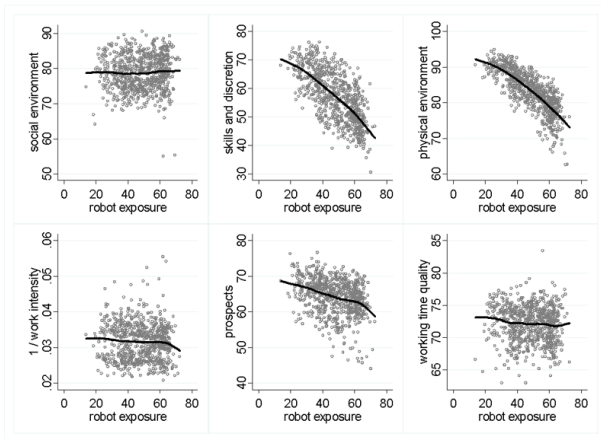 social environment
50 60 70 80 90
0 20 40 60 80
robot exposure
skills and discretion
30 40 50 60 70 80
0 20 40 60 80
robot exposure
physical environment
60 70 80 90 100
0 20 40 60 80
robot exposure
1 / work intensity
.02 .03 .04 .05 .06
0 20 40 60 80
robot exposure
prospects
40 50 60 70 80
0 20 40 60 80
robot exposure
working time quality
65 70 75 80 85
0 20 40 60 80
robot exposure